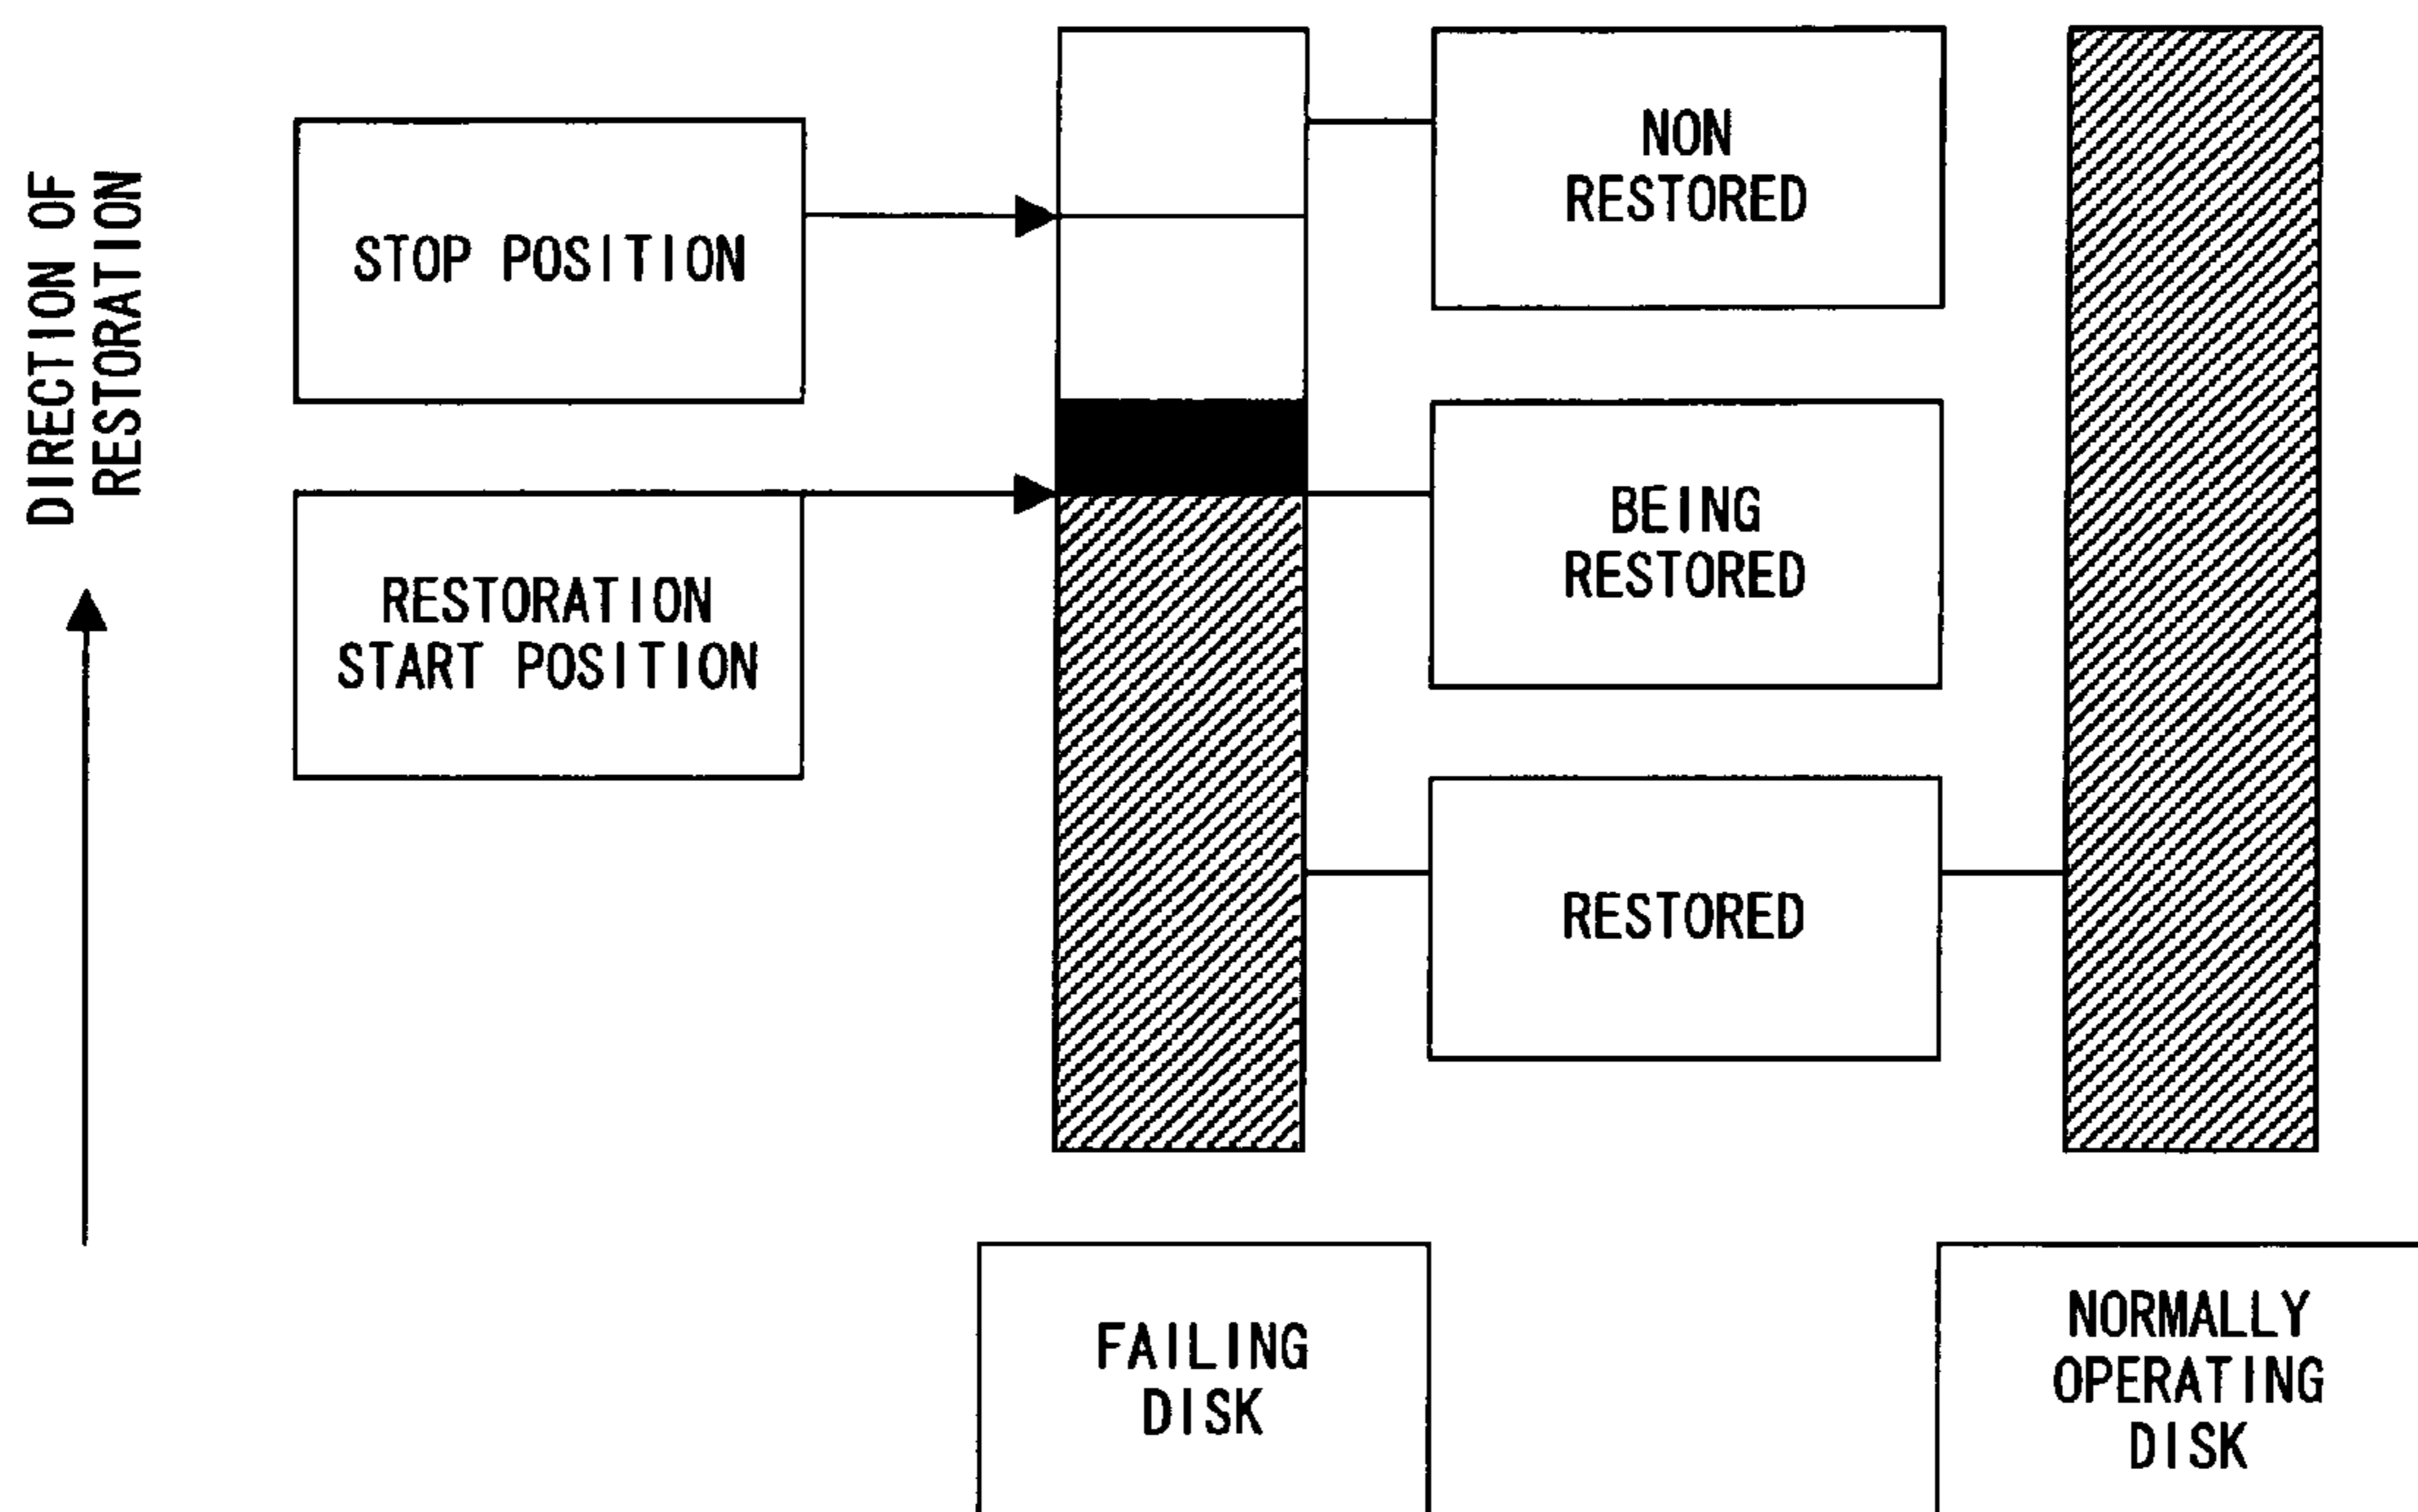 DIRECTION OF
RESTORATION
STOP POSITION
RESTORATION
START POSITION
NON
RESTORED
BEING
RESTORED
RESTORED
FAILING
DISK
NORMALLY
OPERATING
DISK